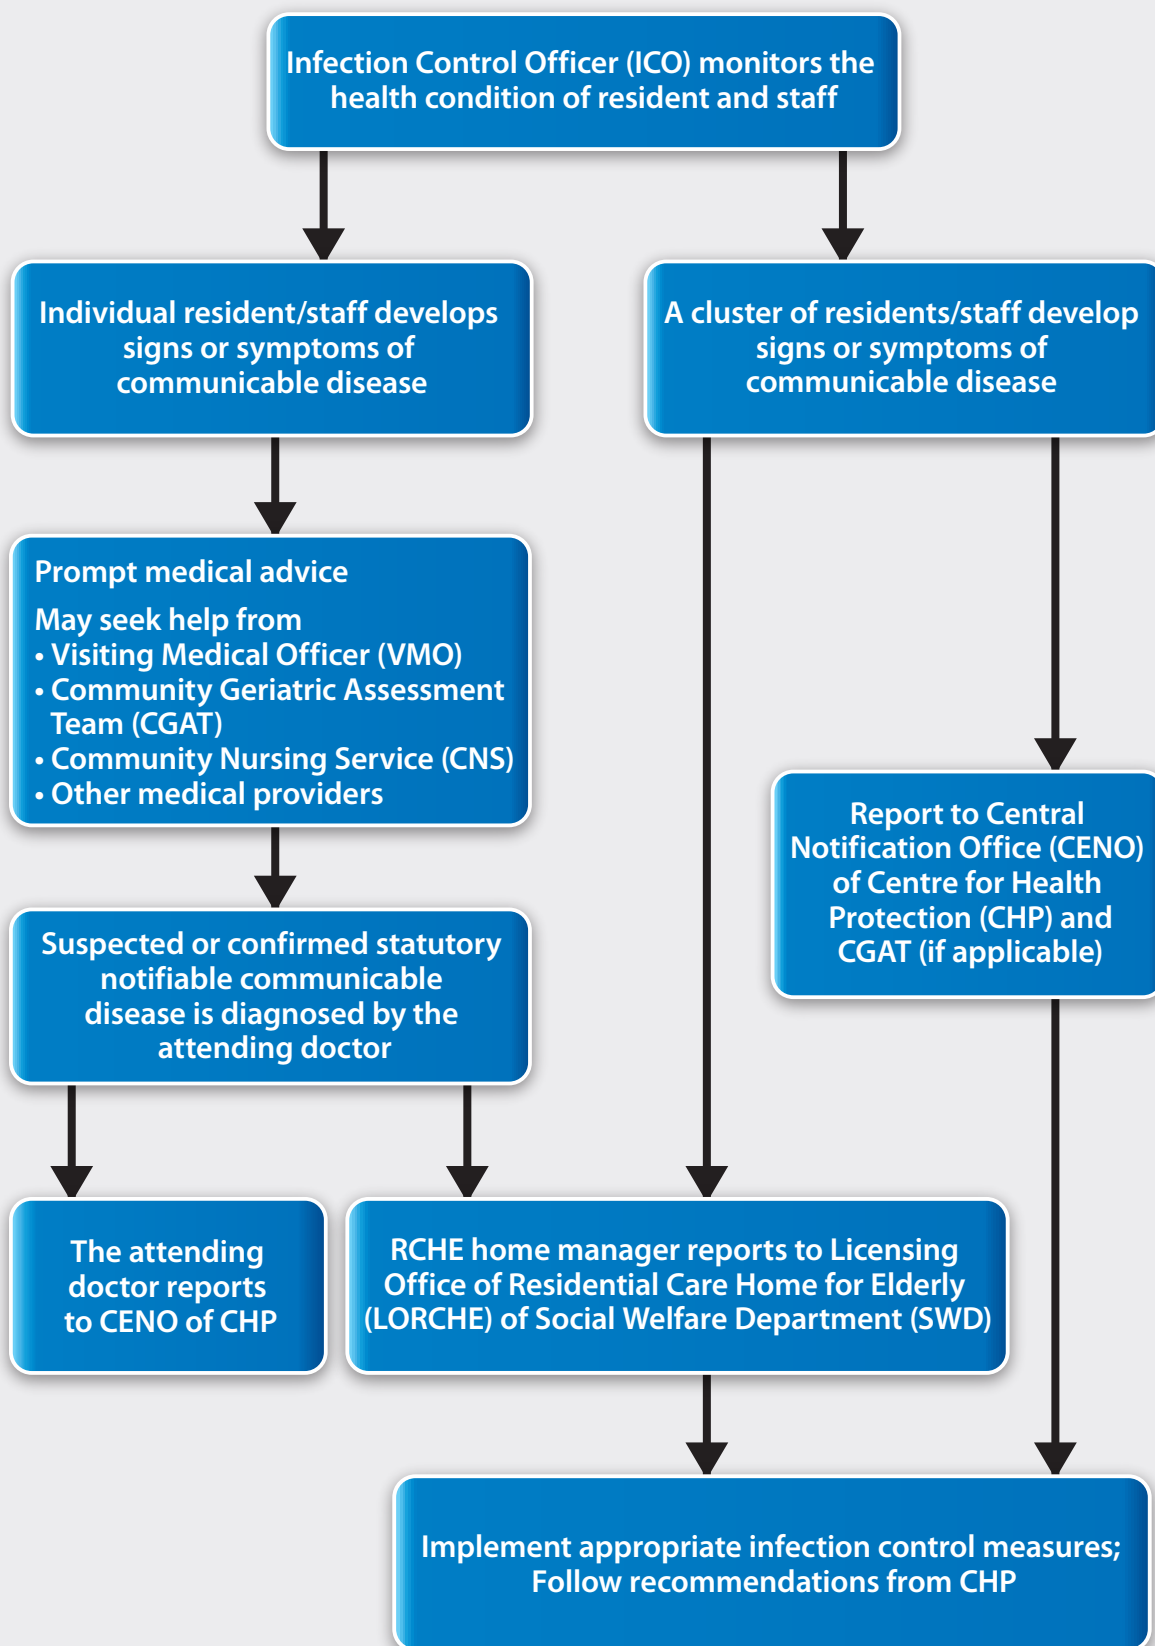 Infection Control Officer (ICO) monitors the
health condition of resident and staff
Individual resident/staff develops
signs or symptoms of
communicable disease
A cluster of residents/staff develop
signs or symptoms of
communicable disease
Prompt medical advice
May seek help from
• Visiting Medical Officer (VMO)
• Community Geriatric Assessment
Team (CGAT)
• Community Nursing Service (CNS)
• Other medical providers
Report to Central
Notification Office (CENO)
of Centre for Health
Protection (CHP) and
CGAT (if applicable)
Suspected or confirmed statutory
notifiable communicable
disease is diagnosed by the
attending doctor
The attending
doctor reports
to CENO of CHP
RCHE home manager reports to Licensing
Office of Residential Care Home for Elderly
(LORCHE) of Social Welfare Department (SWD)
Implement appropriate infection control measures;
Follow recommendations from CHP